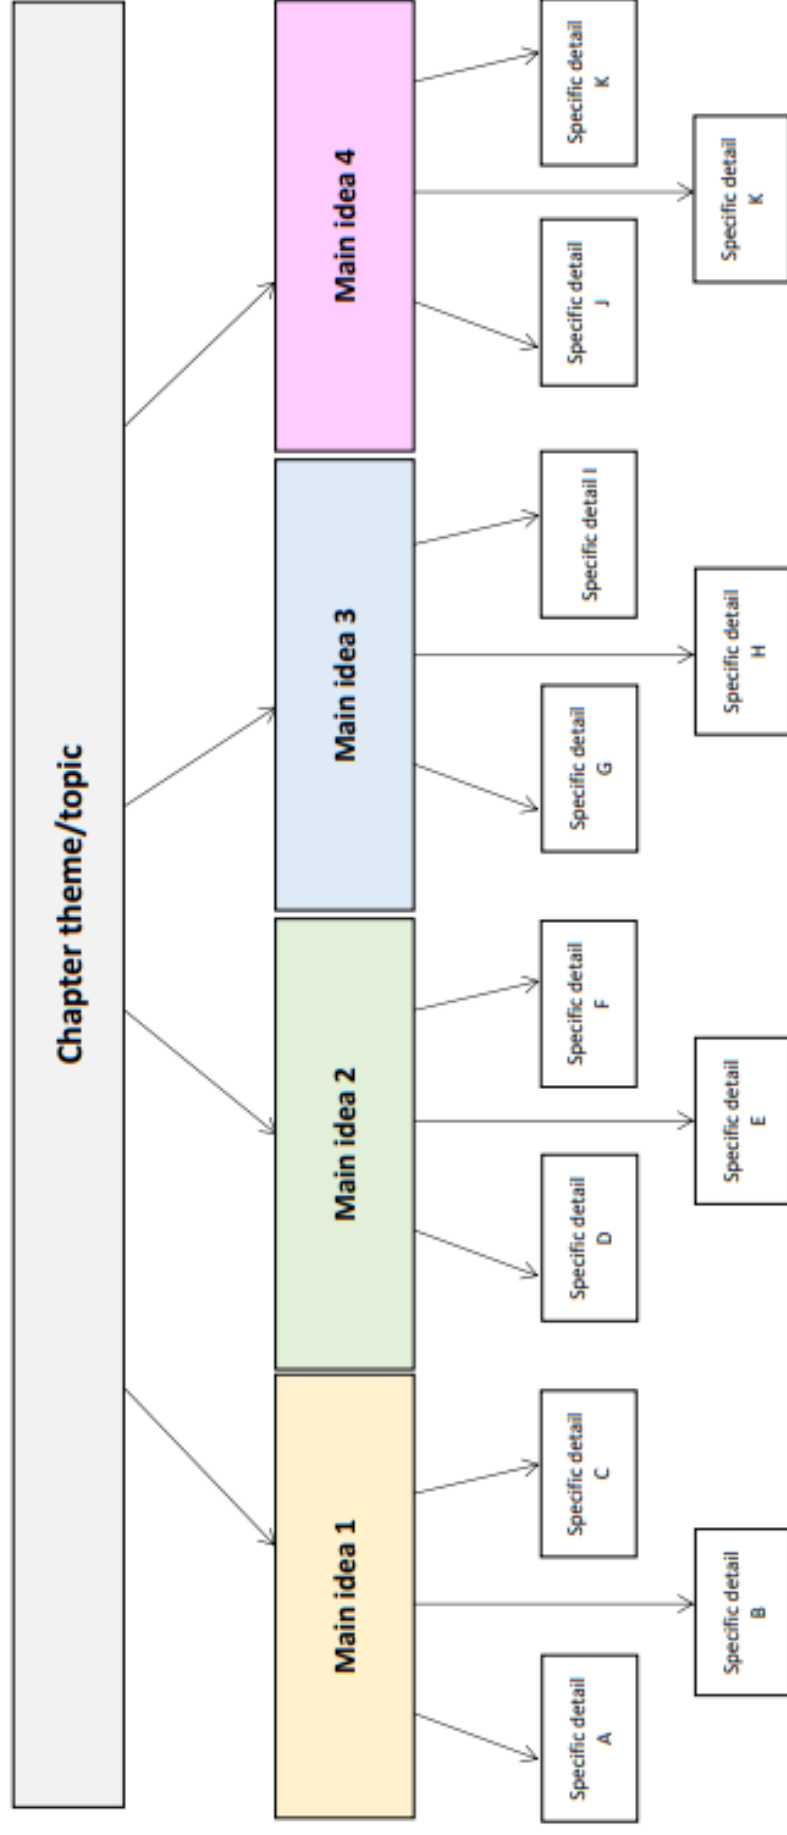 Chapter theme/topic
Main idea 1
Main idea 2
Main idea 3
Main idea 4
Specific detail
A
Specific detail
C
Specific detail
D
Specific detail
F
Specific detail
G
Specific detail I
Specific detail
J
Specific detail
K
Specific detail
B
Specific detail
E
Specific detail
H
Specific detail
K